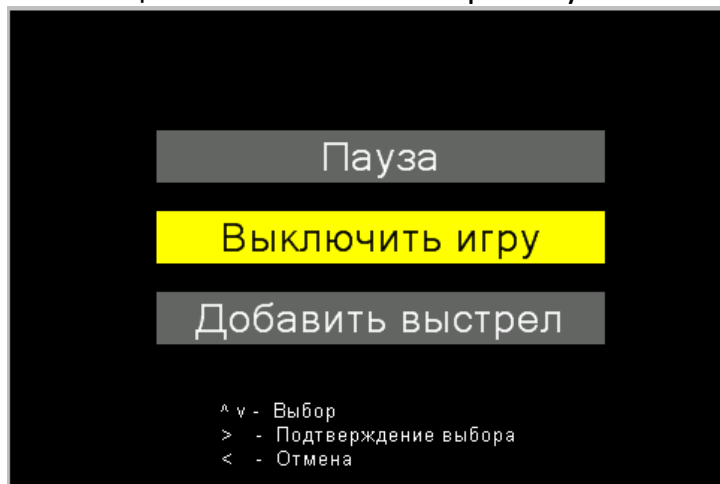 Пауза
Выключить игру
Добавить выстрел
^ v - Выбор
> - Подтверждение выбора
< - Отмена